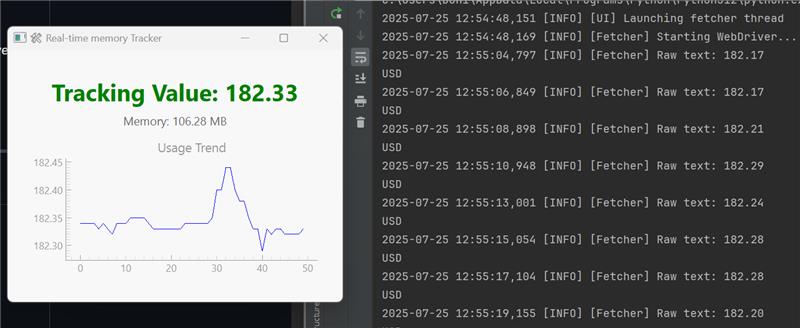 Real-time memory Tracker
Tracking Value: 182.33
Memory: 106.28 MB
Usage Trend
182.45
182.40
182.35
182.30
0 10 20 30 40 50
2025-07-25 12:54:48,151 [INFO] [UI] Launching fetcher thread
2025-07-25 12:54:48,169 [INFO] [Fetcher] Starting WebDriver...
2025-07-25 12:55:04,797 [INFO] [Fetcher] Raw text: 182.17
USD
2025-07-25 12:55:06,849 [INFO] [Fetcher] Raw text: 182.17
USD
2025-07-25 12:55:08,898 [INFO] [Fetcher] Raw text: 182.21
USD
2025-07-25 12:55:10,948 [INFO] [Fetcher] Raw text: 182.29
USD
2025-07-25 12:55:13,001 [INFO] [Fetcher] Raw text: 182.24
USD
2025-07-25 12:55:15,054 [INFO] [Fetcher] Raw text: 182.28
USD
2025-07-25 12:55:17,104 [INFO] [Fetcher] Raw text: 182.28
USD
2025-07-25 12:55:19,155 [INFO] [Fetcher] Raw text: 182.20